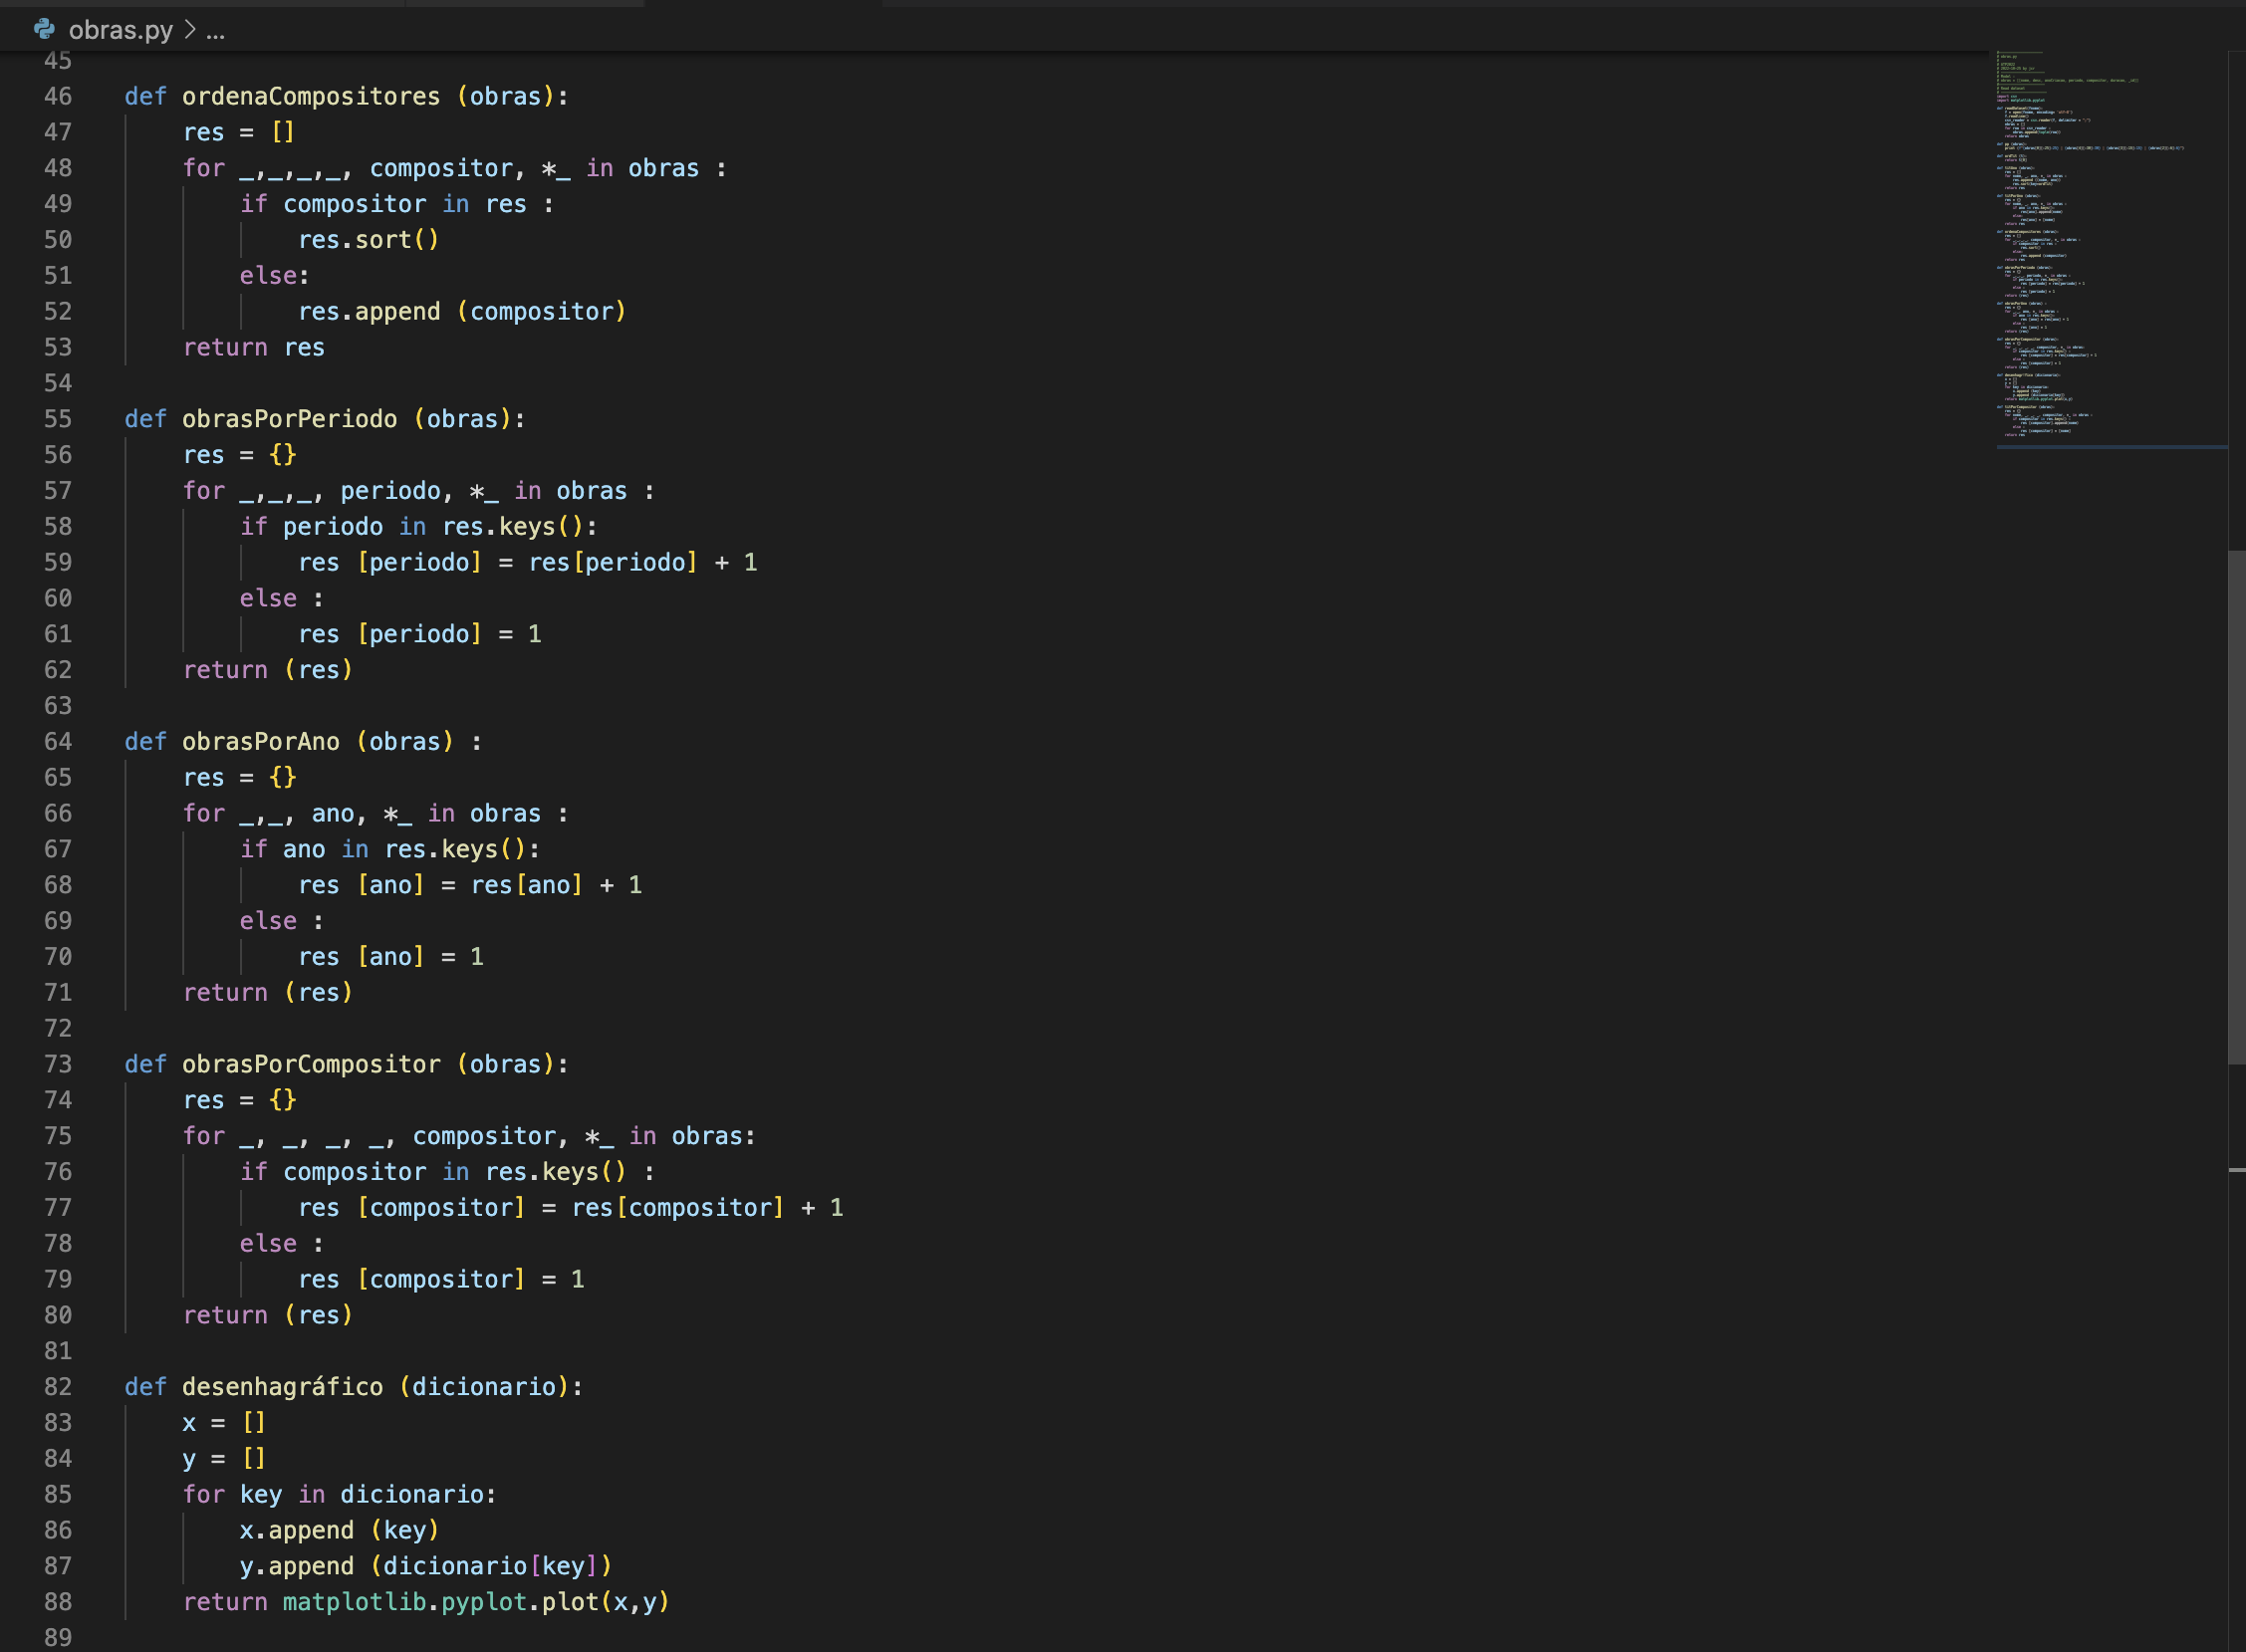 obras.py > ...
45
46 def ordenaCompositores (obras):
47     res = []
48     for _,_,_,_, compositor, *_ in obras :
49         if compositor in res :
50             res.sort()
51         else:
52             res.append (compositor)
53     return res
54
55 def obrasPorPeriodo (obras):
56     res = {}
57     for _,_,_, periodo, *_ in obras :
58         if periodo in res.keys():
59             res [periodo] = res[periodo] + 1
60         else :
61             res [periodo] = 1
62     return (res)
63
64 def obrasPorAno (obras) :
65     res = {}
66     for _,_, ano, *_ in obras :
67         if ano in res.keys():
68             res [ano] = res[ano] + 1
69         else :
70             res [ano] = 1
71     return (res)
72
73 def obrasPorCompositor (obras):
74     res = {}
75     for _, _, _, _, compositor, *_ in obras:
76         if compositor in res.keys() :
77             res [compositor] = res[compositor] + 1
78         else :
79             res [compositor] = 1
80     return (res)
81
82 def desenhagráfico (dicionario):
83     x = []
84     y = []
85     for key in dicionario:
86         x.append (key)
87         y.append (dicionario[key])
88     return matplotlib.pyplot.plot(x,y)
89